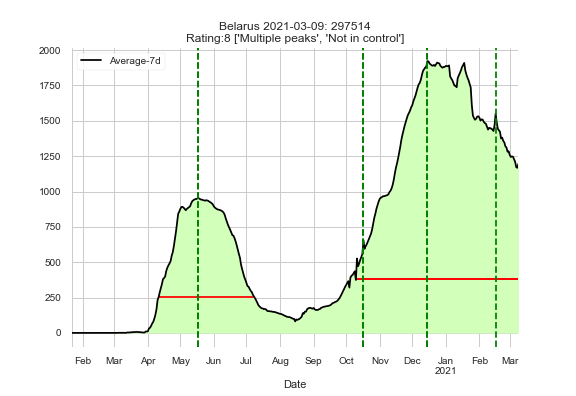 Belarus 2021-03-09: 297514
Rating:8 ['Multiple peaks', 'Not in control']
Average-7d
2000
1750
1500
1250
1000
750
500
250
0
Feb Mar Apr May Jun Jul Aug Sep Oct Nov Dec Jan Feb Mar
2021
Date